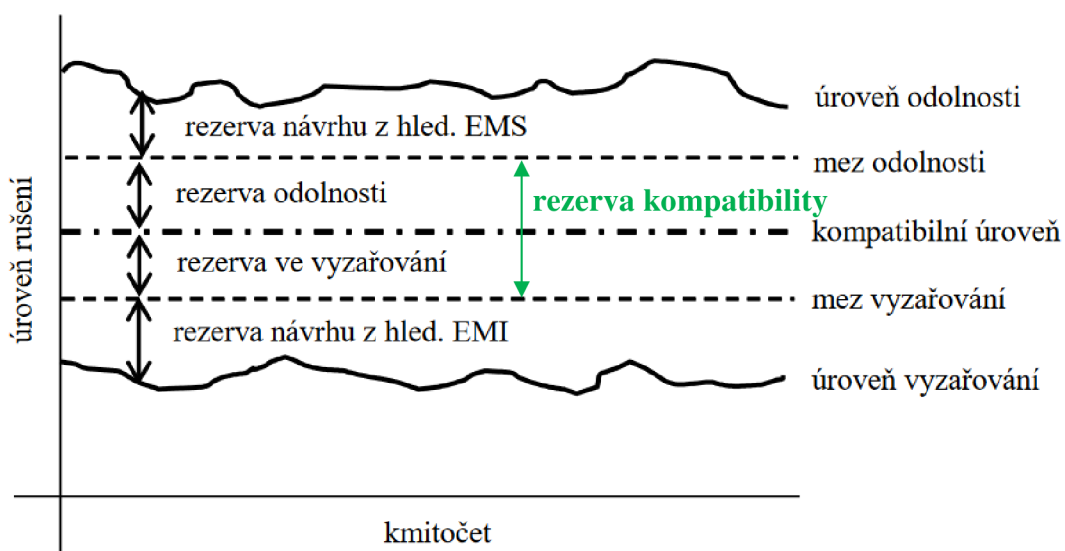 úroveň odolnosti
rezerva návrhu z hled. EMS
mez odolnosti
rezerva odolnosti
rezerva kompatibility
kompatibilní úroveň
rezerva ve vyzařování
mez vyzařování
rezerva návrhu z hled. EMI
úroveň vyzařování
úroveň rušení
kmitočet